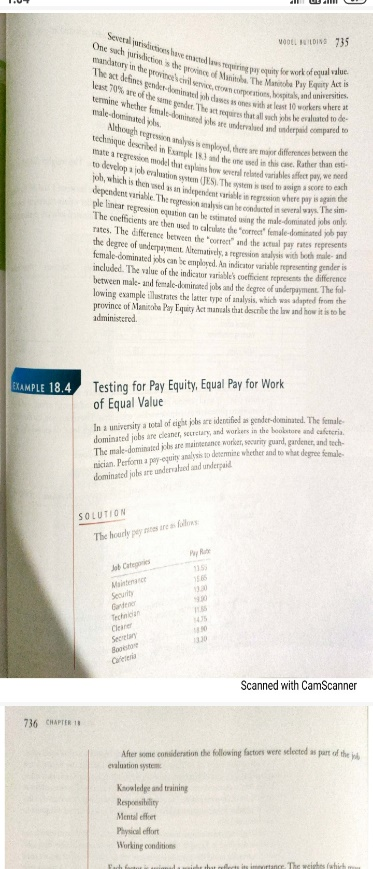 MODEL BUILDING 735
Several jurisdictions have enacted laws requiring pay equity for work of equal value.
One such jurisdiction is the province of Manitoba. The Manitoba Pay Equity Act is
mandatory in the province's civil service, crown corporations, hospitals, and universities.
The act defines gender-dominated job classes as ones with at least 10 workers where at
least 70% are of the same gender. The act requires that all such jobs be evaluated to de-
termine whether female-dominated jobs are undervalued and underpaid compared to
male-dominated jobs.
Although regression analysis is employed, there are major differences between the
technique described in Example 18.3 and the one used in this case. Rather than esti-
mate a regression model that explains how several related variables affect pay, we need
to develop a job evaluation system (JES). The system is used to assign a score to each
job, which is then used as an independent variable in regression where pay is again the
dependent variable. The regression analysis can be conducted in several ways. The sim-
ple linear regression equation can be estimated using the male-dominated jobs only.
The coefficients are then used to calculate the "correct" female-dominated job pay
rates. The difference between the "correct" and the actual pay rates represents
the degree of underpayment. Alternatively, a regression analysis with both male- and
female-dominated jobs can be employed. An indicator variable representing gender is
included. The value of the indicator variable's coefficient represents the difference
between male- and female-dominated jobs and the degree of underpayment. The fol-
lowing example illustrates the latter type of analysis, which was adapted from the
province of Manitoba Pay Equity Act manuals that describe the law and how it is to be
administered.
EXAMPLE 18.4 Testing for Pay Equity, Equal Pay for Work
of Equal Value
In a university a total of eight jobs are identified as gender-dominated. The female-
dominated jobs are cleaner, secretary, and workers in the bookstore and cafeteria.
The male-dominated jobs are maintenance worker, security guard, gardener, and tech-
nician. Perform a pay-equity analysis to determine whether and to what degree female-
dominated jobs are undervalued and underpaid.
SOLUTION
The hourly pay rates are as follows:
Job Categories Pay Rate
Maintenance
Security
Gardener
Technician
Cleaner
Secretary
Bookstore
Cafeteria
Scanned with CamScanner
736 CHAPTER 18
After some consideration the following factors were selected as part of the job
evaluation system:
Knowledge and training
Responsibility
Mental effort
Physical effort
Working conditions
Each factor is assigned a weight that reflects its importance. The weights (which